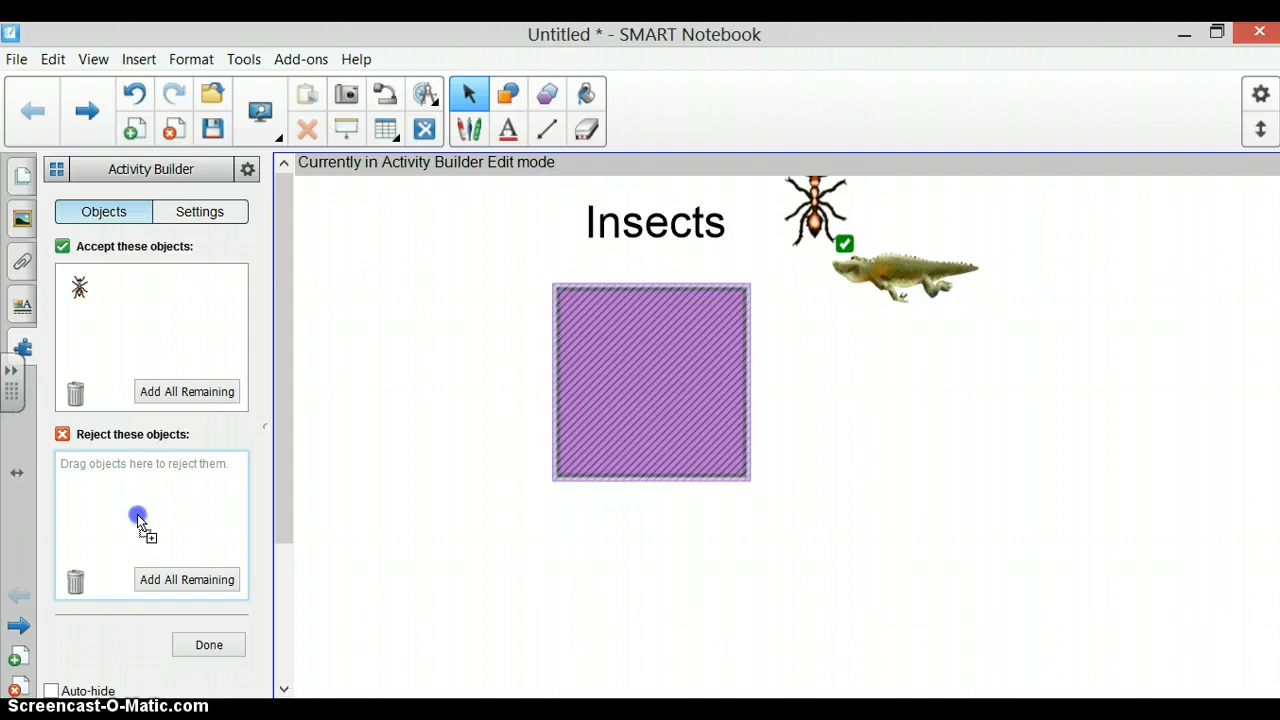 Untitled * - SMART Notebook
File Edit View Insert Format Tools Add-ons Help
Currently in Activity Builder Edit mode
Activity Builder
Objects Settings
Accept these objects:
Add All Remaining
Reject these objects:
Drag objects here to reject them.
Add All Remaining
Done
Auto-hide
Insects
Screencast-O-Matic.com